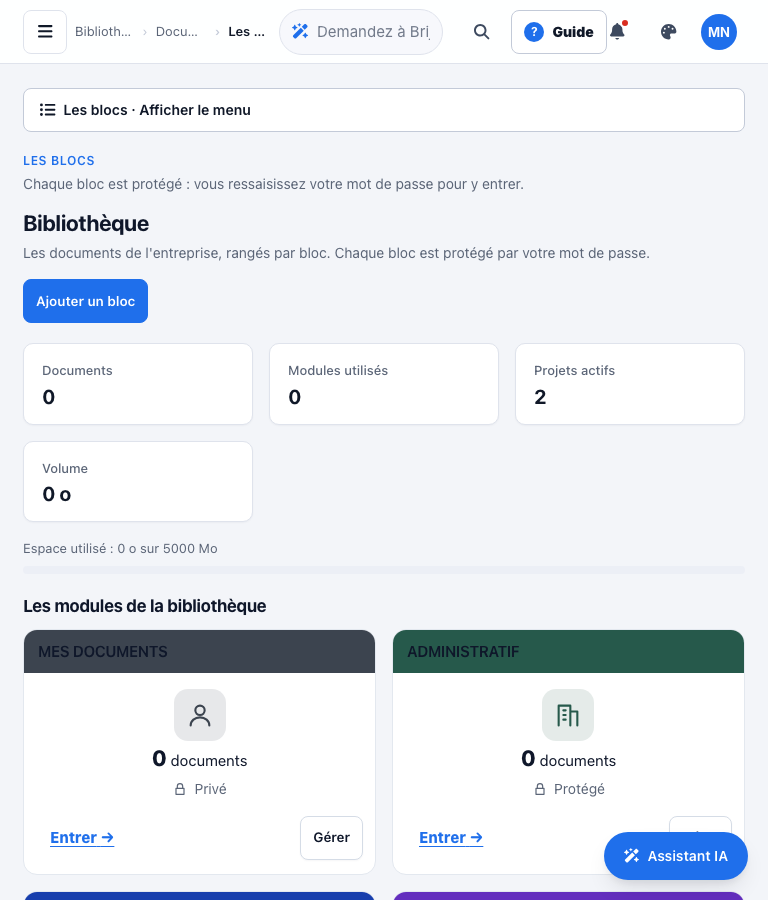 Biblioth... › Docu... › Les ...
Demandez à Bri
? Guide
MN
Les blocs · Afficher le menu
LES BLOCS
Chaque bloc est protégé : vous ressaisissez votre mot de passe pour y entrer.
Bibliothèque
Les documents de l'entreprise, rangés par bloc. Chaque bloc est protégé par votre mot de passe.
Ajouter un bloc
Documents
0
Modules utilisés
0
Projets actifs
2
Volume
0 o
Espace utilisé : 0 o sur 5000 Mo
Les modules de la bibliothèque
MES DOCUMENTS
0 documents
Privé
Entrer →
Gérer
ADMINISTRATIF
0 documents
Protégé
Entrer →
Assistant IA